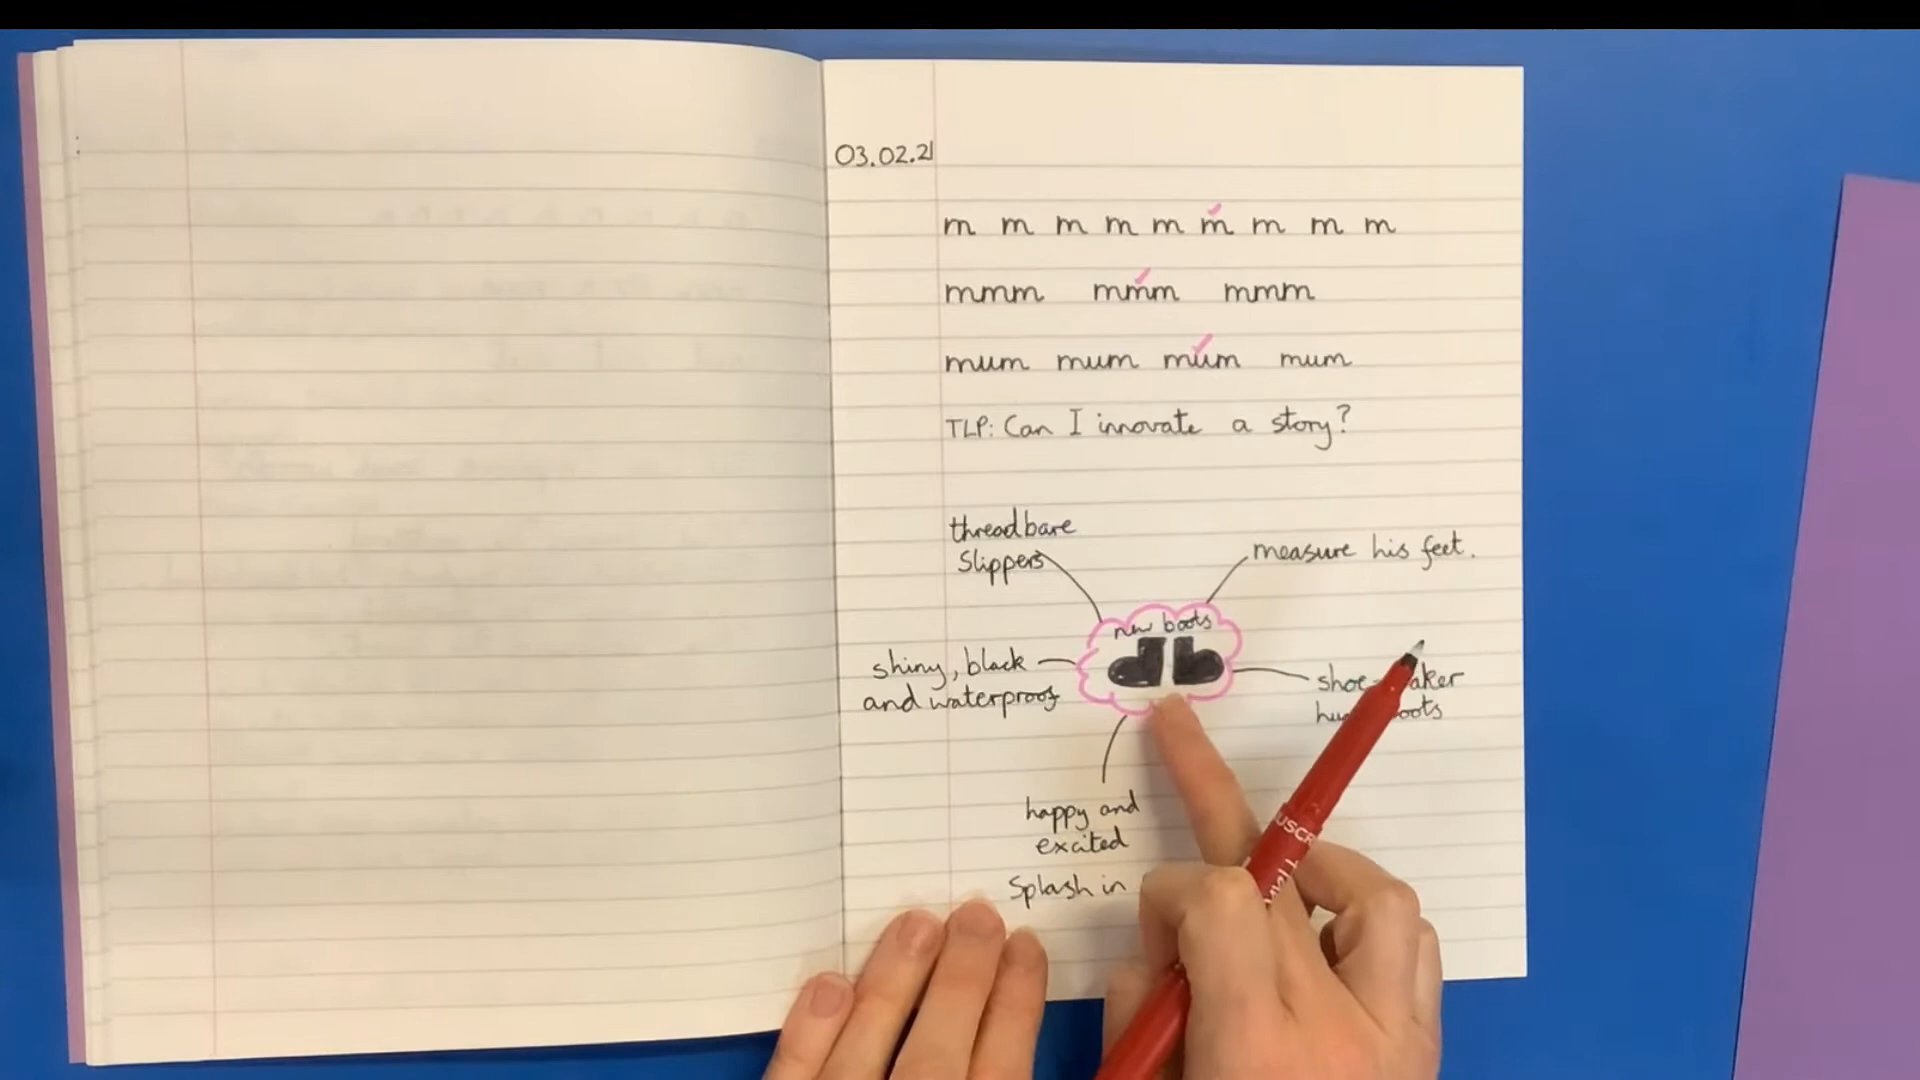 03.02.21
m m m m m m m m m
mmm mmm mmm
mum mum mum mum
TLP: Can I innovate a story?
threadbare
slippers
measure his feet.
new boots
shiny, black
and waterproof
happy and
excited
Splash in